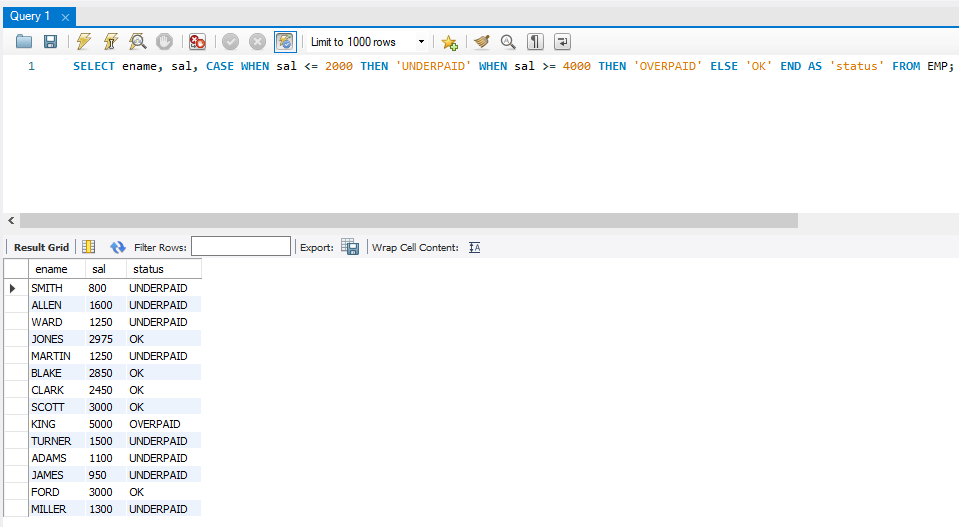 Query 1
Limit to 1000 rows
1 SELECT ename, sal, CASE WHEN sal <= 2000 THEN 'UNDERPAID' WHEN sal >= 4000 THEN 'OVERPAID' ELSE 'OK' END AS 'status' FROM EMP;
Result Grid Filter Rows: Export: Wrap Cell Content:
ename sal status
SMITH 800 UNDERPAID
ALLEN 1600 UNDERPAID
WARD 1250 UNDERPAID
JONES 2975 OK
MARTIN 1250 UNDERPAID
BLAKE 2850 OK
CLARK 2450 OK
SCOTT 3000 OK
KING 5000 OVERPAID
TURNER 1500 UNDERPAID
ADAMS 1100 UNDERPAID
JAMES 950 UNDERPAID
FORD 3000 OK
MILLER 1300 UNDERPAID